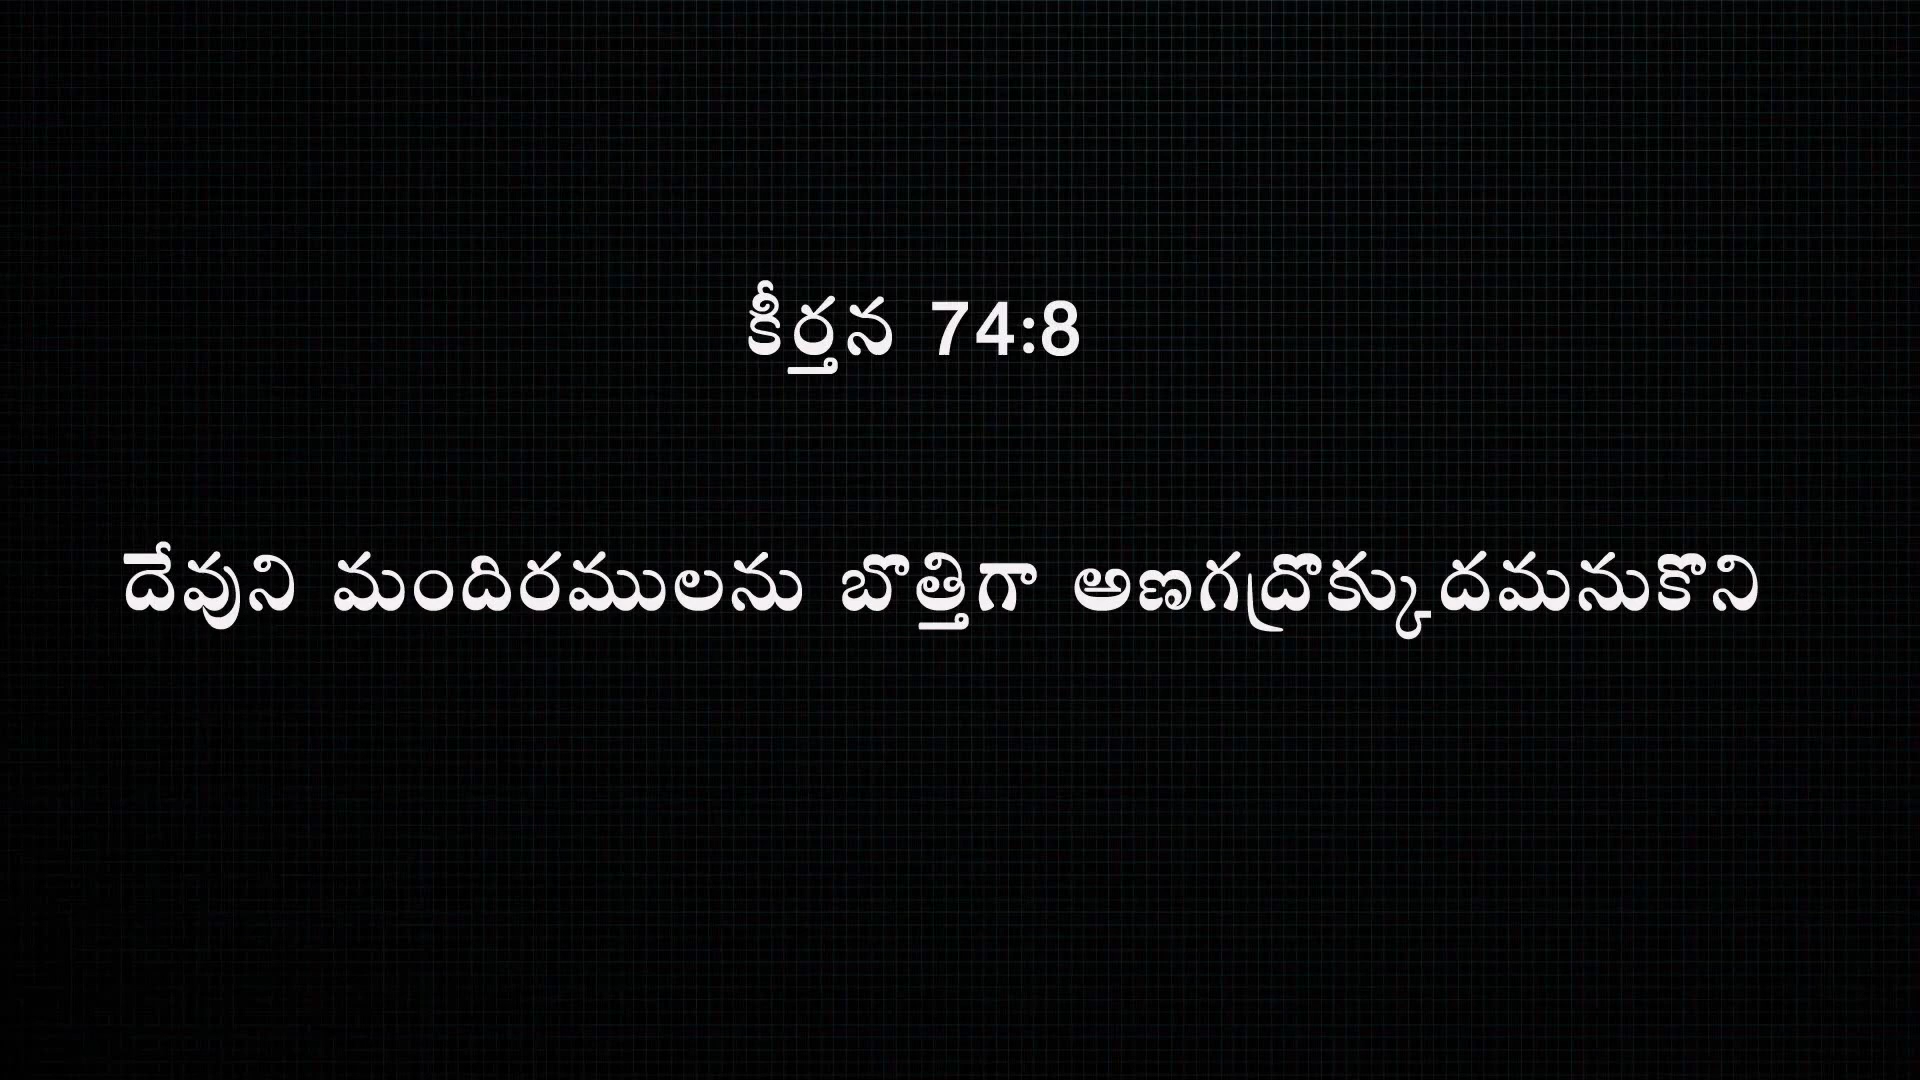 కీర్తన 74:8
దేవుని మందిరములను బొత్తిగా అణగద్రొక్కుదమనుకొని